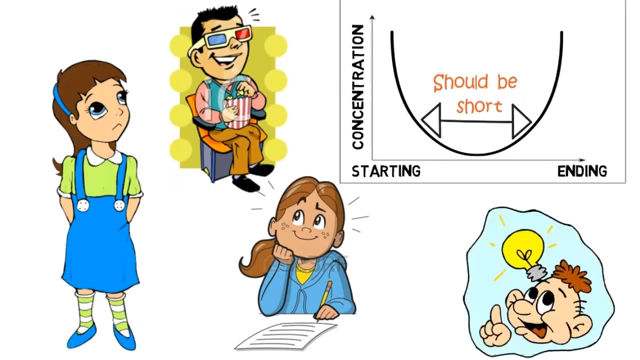 CONCENTRATION
Should be
short
STARTING
ENDING